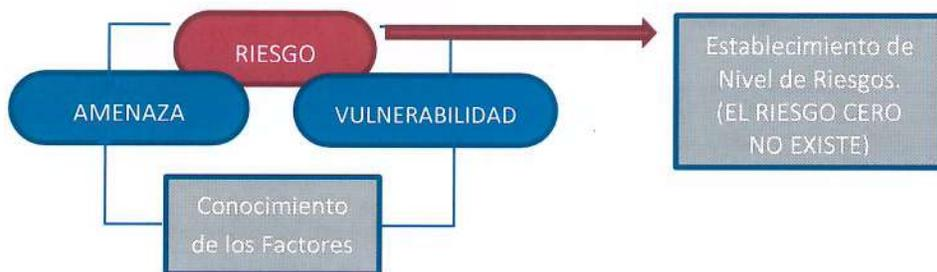 RIESGO
AMENAZA
VULNERABILIDAD
Conocimiento
de los Factores
Establecimiento de
Nivel de Riesgos.
(EL RIESGO CERO
NO EXISTE)